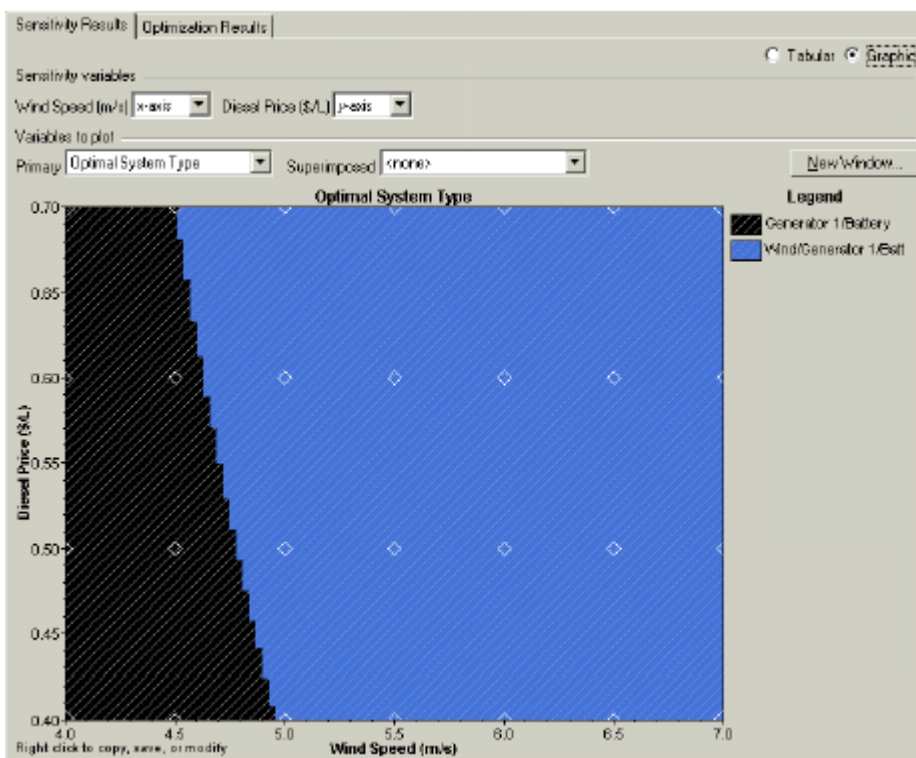 Sensitivity Results Optimization Results
Tabular Graphic
Sensitivity variables
Wind Speed (m/s) x-axis Diesel Price ($/L) y-axis
Variables to plot
Primary Optimal System Type Superimposed <none> New Window...
Optimal System Type
Legend
Generator 1/Battery
Wind/Generator 1/Batt
Diesel Price ($/L)
0.70
0.65
0.60
0.55
0.50
0.45
0.40
4.0 4.5 5.0 5.5 6.0 6.5 7.0
Wind Speed (m/s)
Right click to copy, save, or modify